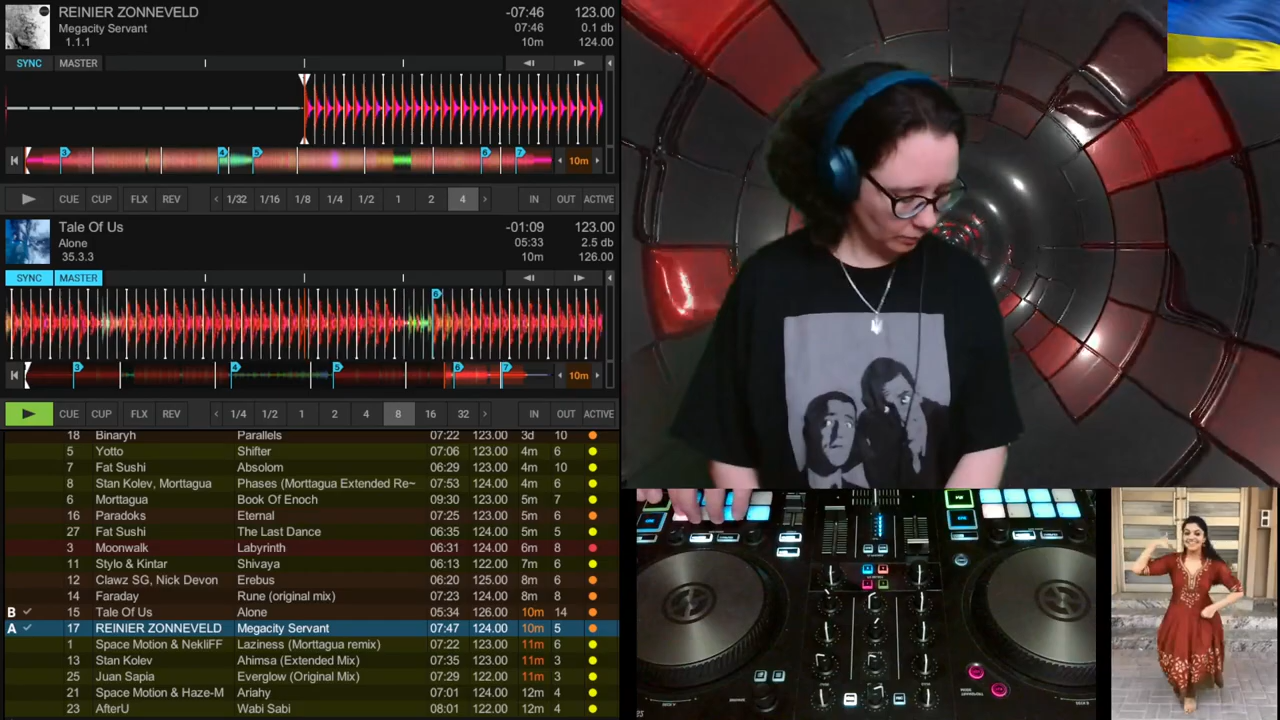 REINIER ZONNEVELD -07:46 123.00
Megacity Servant 07:46 0.1 db
1.1.1 10m 124.00
SYNC MASTER
3 4 5 6 7 10m
CUE CUP FLX REV 1/32 1/16 1/8 1/4 1/2 1 2 4 IN OUT ACTIVE
Tale Of Us -01:09 123.00
Alone 05:33 2.5 db
35.3.3 10m 126.00
SYNC MASTER
6
3 4 5 6 7 10m
CUE CUP FLX REV 1/4 1/2 1 2 4 8 16 32 IN OUT ACTIVE
18 Binaryh Parallels 07:22 123.00 3d 10
5 Yotto Shifter 07:06 123.00 4m 6
7 Fat Sushi Absolom 06:29 123.00 4m 10
8 Stan Kolev, Morttagua Phases (Morttagua Extended Re~ 07:53 124.00 4m 6
6 Morttagua Book Of Enoch 09:30 123.00 5m 7
16 Paradoks Eternal 07:25 123.00 5m 6
27 Fat Sushi The Last Dance 06:35 124.00 5m 5
3 Moonwalk Labyrinth 06:31 124.00 6m 8
11 Stylo & Kintar Shivaya 06:13 122.00 7m 6
12 Clawz SG, Nick Devon Erebus 06:20 125.00 8m 6
14 Faraday Rune (original mix) 07:23 124.00 8m 8
B 15 Tale Of Us Alone 05:34 126.00 10m 14
A 17 REINIER ZONNEVELD Megacity Servant 07:47 124.00 10m 5
1 Space Motion & NekliFF Laziness (Morttagua remix) 07:22 123.00 11m 6
13 Stan Kolev Ahimsa (Extended Mix) 07:35 123.00 11m 3
25 Juan Sapia Everglow (Original Mix) 07:29 122.00 11m 3
21 Space Motion & Haze-M Ariahy 07:01 124.00 12m 4
23 AfterU Wabi Sabi 08:01 122.00 12m 4